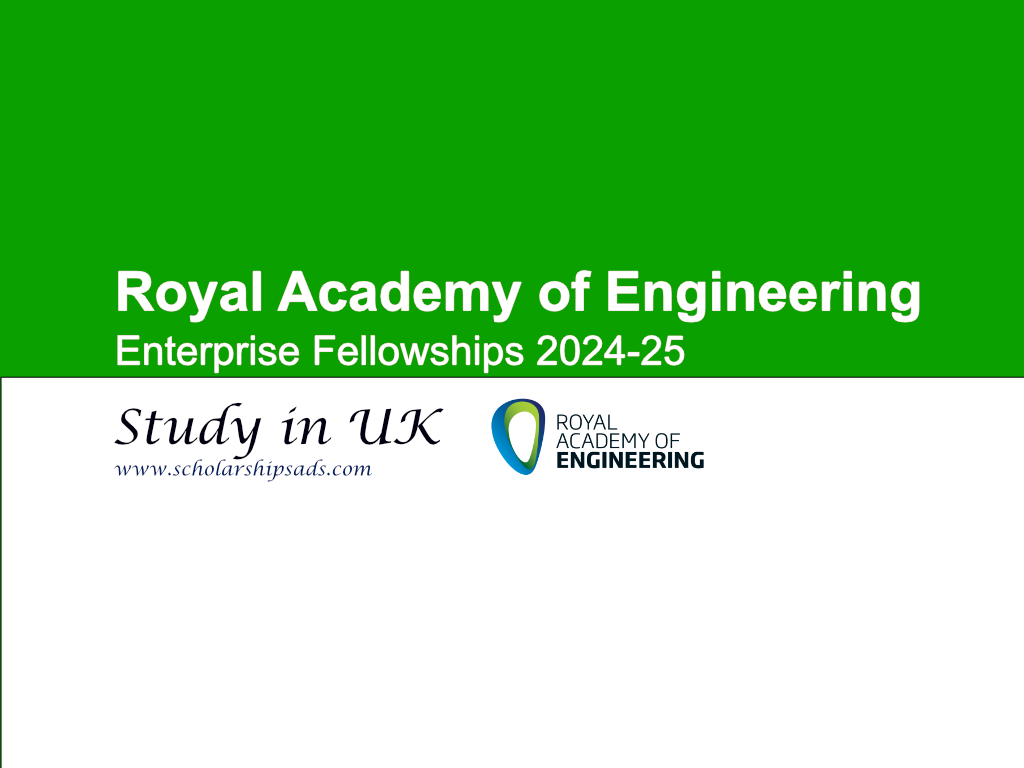 Royal Academy of Engineering
Enterprise Fellowships 2024-25
Study in UK
www.scholarshipsads.com
ROYAL
ACADEMY OF
ENGINEERING